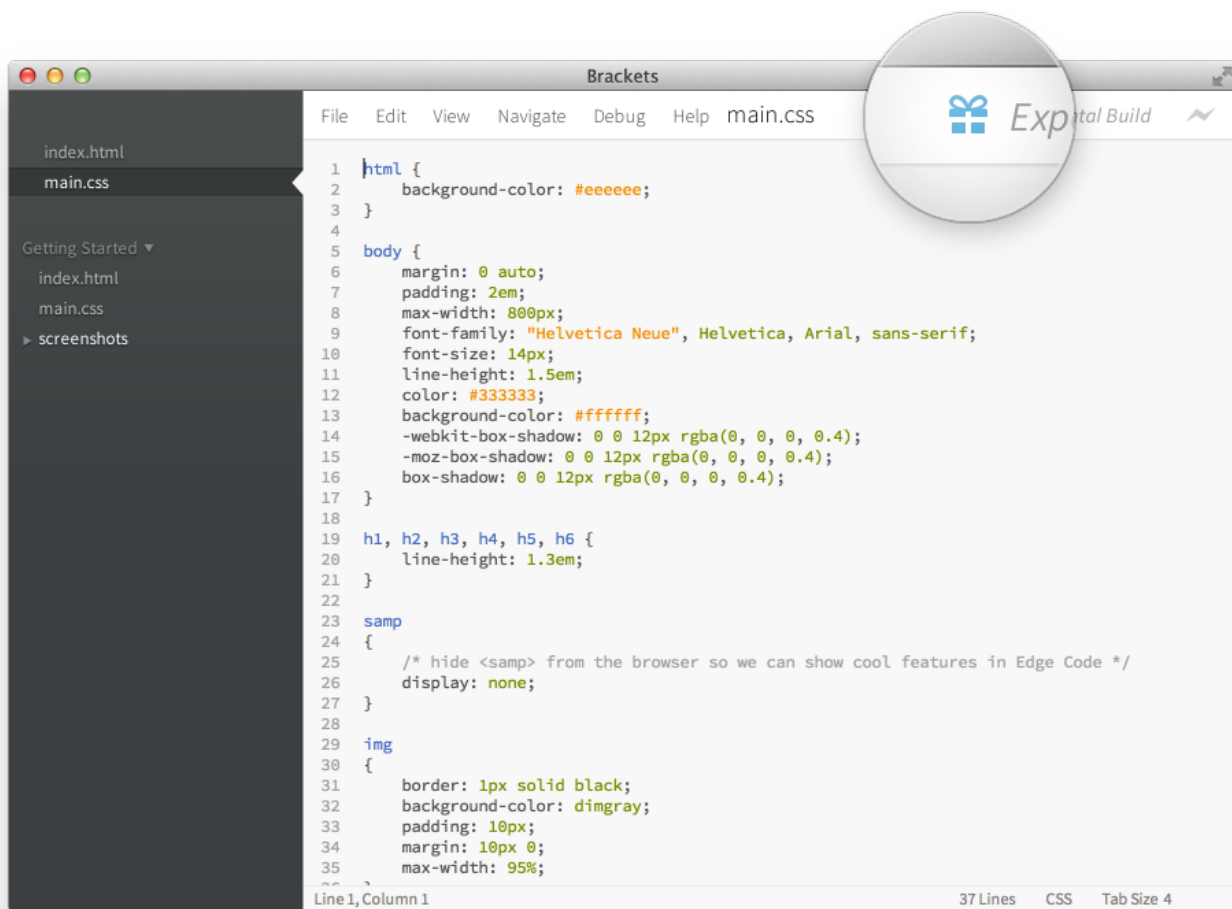 Brackets
File Edit View Navigate Debug Help main.css Exp tal Build
index.html
main.css
Getting Started ▾
index.html
main.css
▸ screenshots
1 html {
2     background-color: #eeeeee;
3 }
4
5 body {
6     margin: 0 auto;
7     padding: 2em;
8     max-width: 800px;
9     font-family: "Helvetica Neue", Helvetica, Arial, sans-serif;
10     font-size: 14px;
11     line-height: 1.5em;
12     color: #333333;
13     background-color: #ffffff;
14     -webkit-box-shadow: 0 0 12px rgba(0, 0, 0, 0.4);
15     -moz-box-shadow: 0 0 12px rgba(0, 0, 0, 0.4);
16     box-shadow: 0 0 12px rgba(0, 0, 0, 0.4);
17 }
18
19 h1, h2, h3, h4, h5, h6 {
20     line-height: 1.3em;
21 }
22
23 samp
24 {
25     /* hide <samp> from the browser so we can show cool features in Edge Code */
26     display: none;
27 }
28
29 img
30 {
31     border: 1px solid black;
32     background-color: dimgray;
33     padding: 10px;
34     margin: 10px 0;
35     max-width: 95%;
Line 1, Column 1 37 Lines CSS Tab Size 4